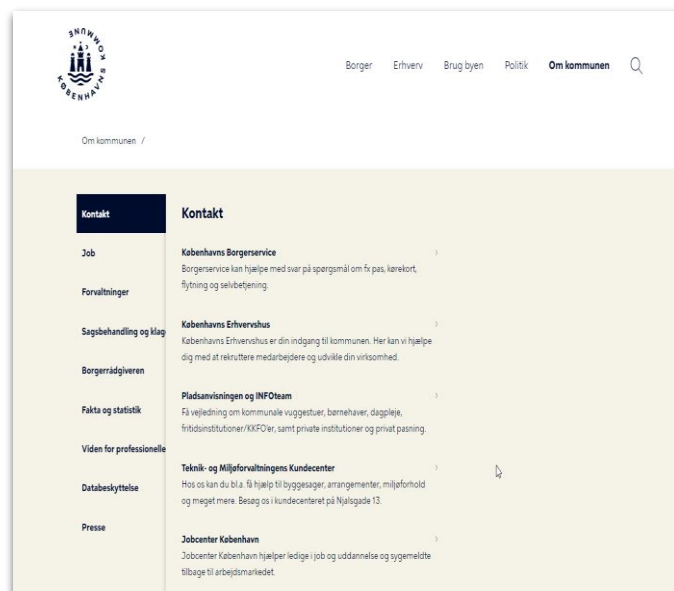 KØBENHAVNS KOMMUNE
Borger Erhverv Brug byen Politik Om kommunen
Om kommunen /
Kontakt
Job
Forvaltninger
Sagsbehandling og klag
Borgerrådgiveren
Fakta og statistik
Viden for professionelle
Databeskyttelse
Presse
Kontakt
Københavns Borgerservice
Borgerservice kan hjælpe med svar på spørgsmål om fx pas, kørekort,
flytning og selvbetjening.
Københavns Erhvervshus
Københavns Erhvervshus er din indgang til kommunen. Her kan vi hjælpe
dig med at rekruttere medarbejdere og udvikle din virksomhed.
Pladsanvisningen og INFOteam
Få vejledning om kommunale vuggestuer, børnehaver, dagpleje,
fritidsinstitutioner/KKFO'er, samt private institutioner og privat pasning.
Teknik- og Miljøforvaltningens Kundecenter
Hos os kan du bl.a. få hjælp til byggesager, arrangementer, miljøforhold
og meget mere. Besøg os i kundecenteret på Njalsgade 13.
Jobcenter København
Jobcenter København hjælper ledige i job og uddannelse og sygemeldte
tilbage til arbejdsmarkedet.